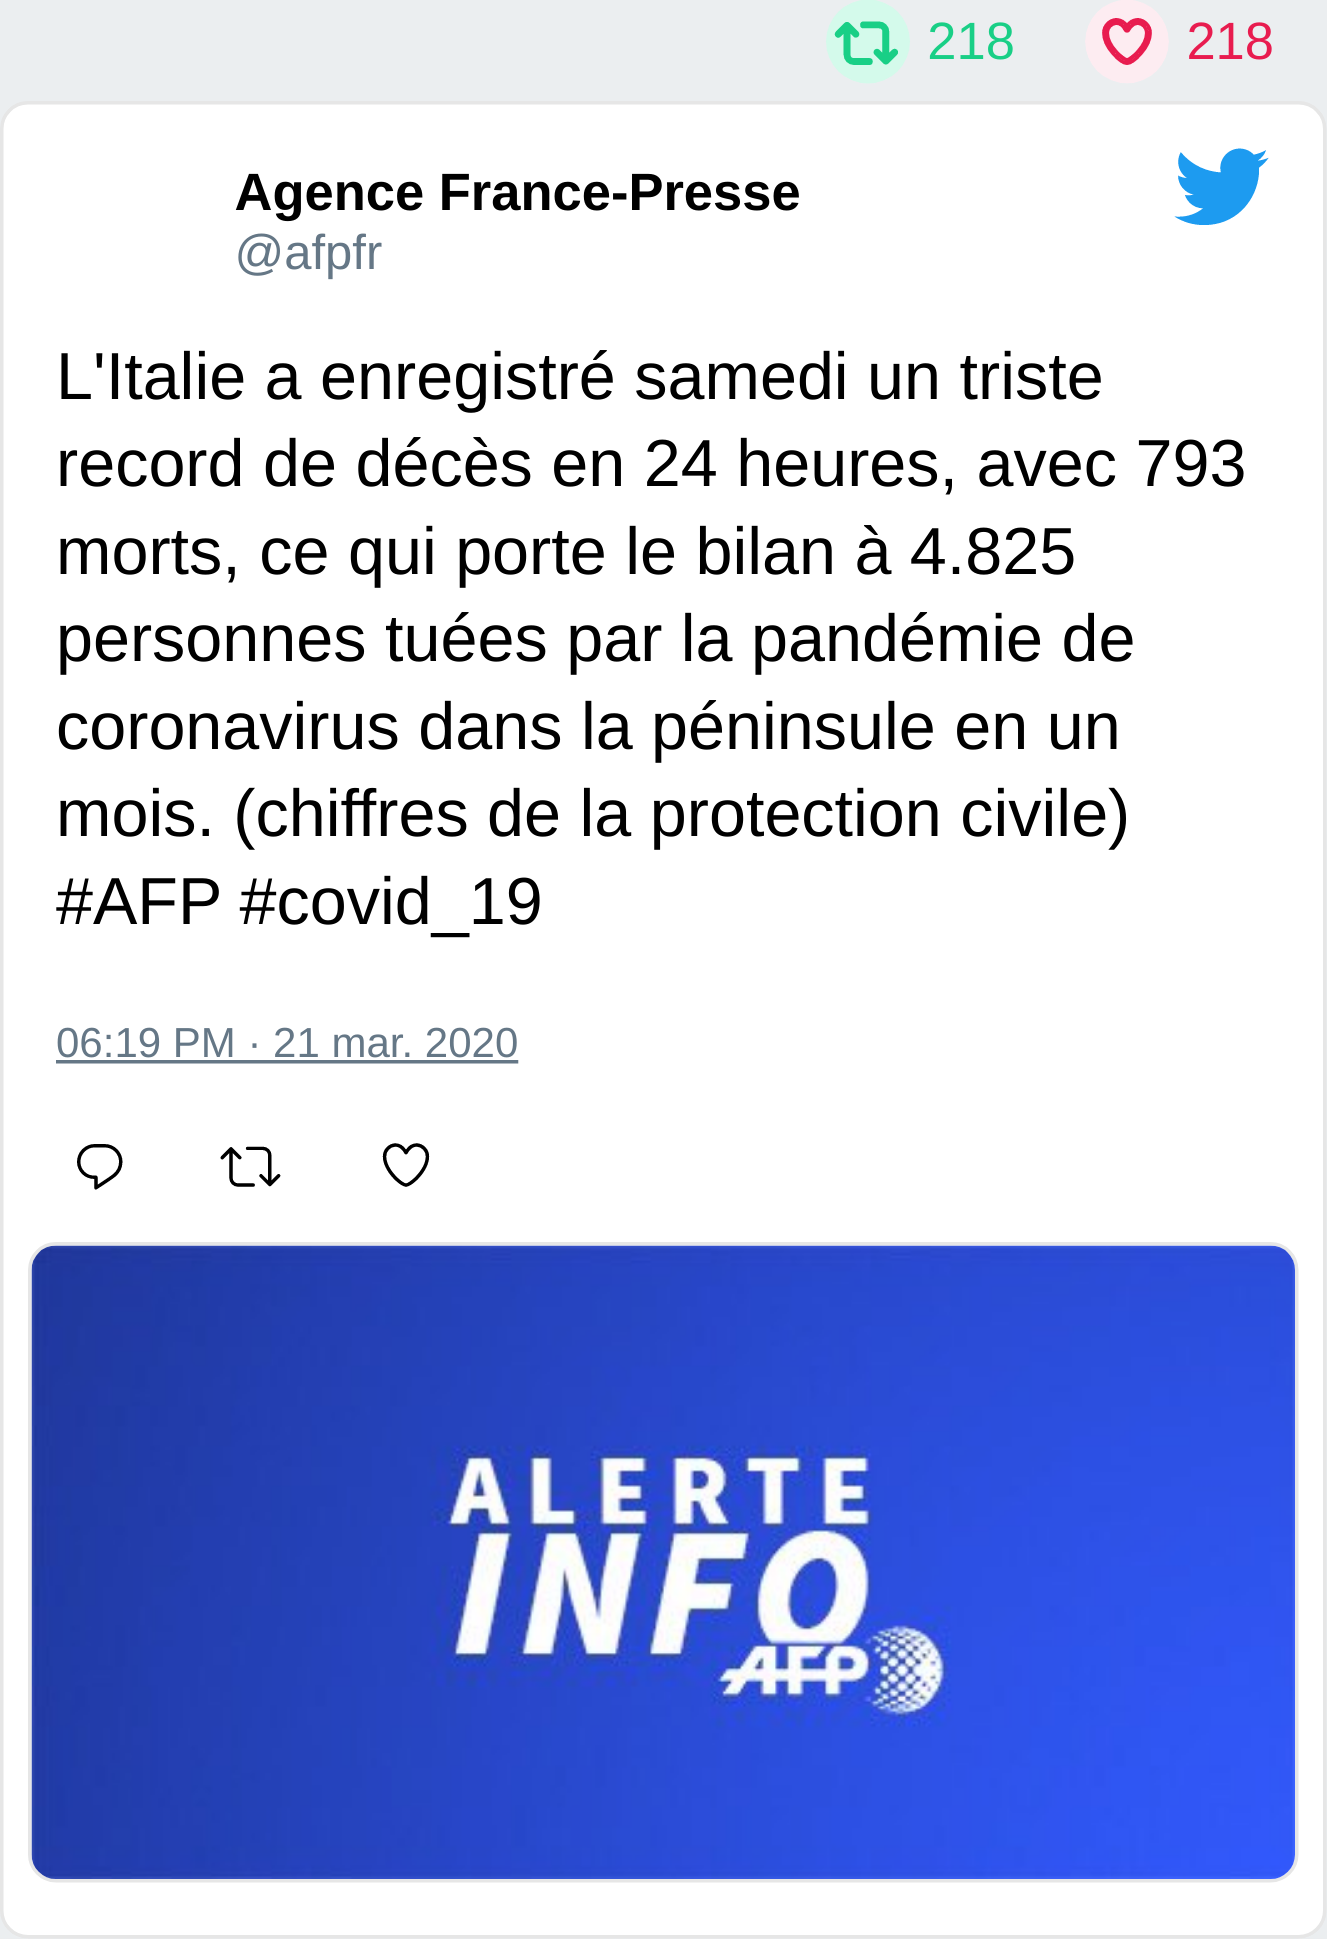 218 218
Agence France-Presse
@afpfr
L'Italie a enregistré samedi un triste
record de décès en 24 heures, avec 793
morts, ce qui porte le bilan à 4.825
personnes tuées par la pandémie de
coronavirus dans la péninsule en un
mois. (chiffres de la protection civile)
#AFP #covid_19
06:19 PM · 21 mar. 2020
ALERTE
INFO
AFP